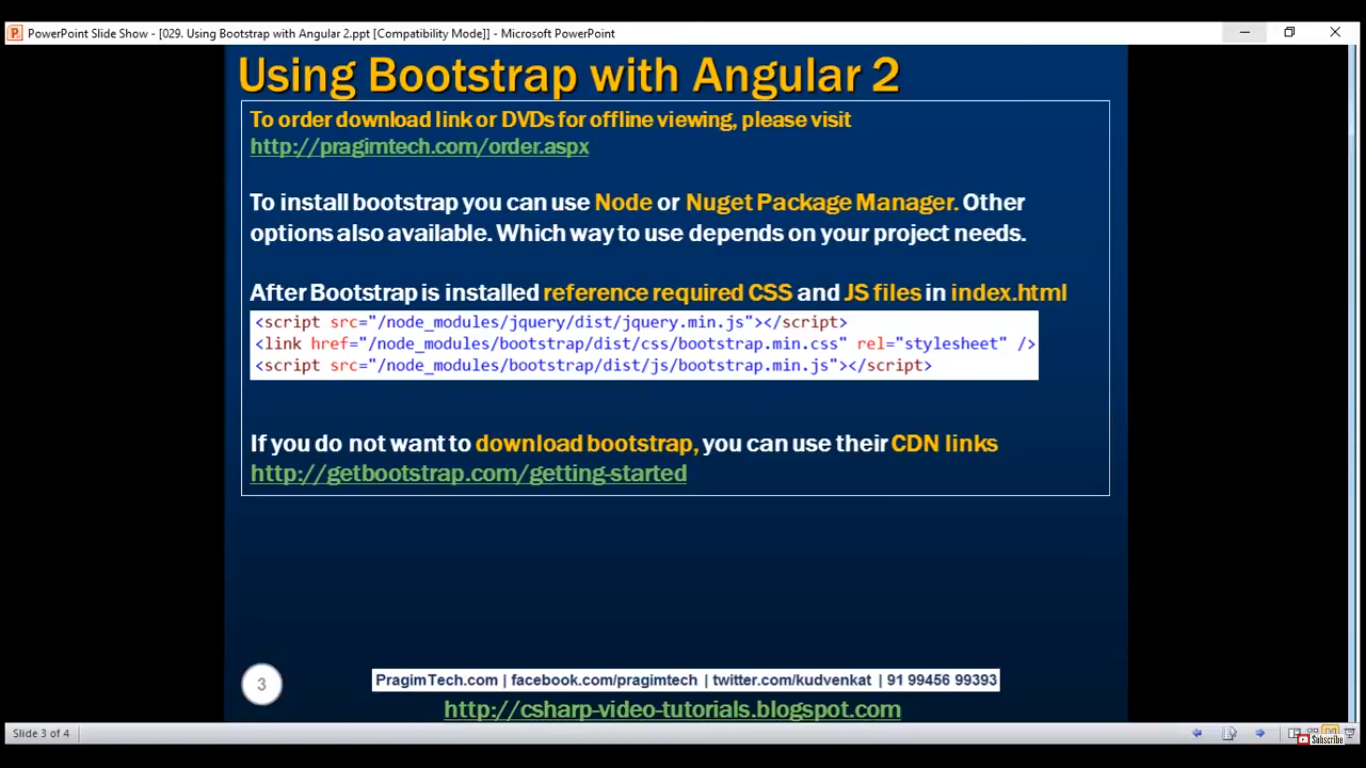 PowerPoint Slide Show - [029. Using Bootstrap with Angular 2.ppt [Compatibility Mode]] - Microsoft PowerPoint
Using Bootstrap with Angular 2
To order download link or DVDs for offline viewing, please visit
http://pragimtech.com/order.aspx
To install bootstrap you can use Node or Nuget Package Manager. Other
options also available. Which way to use depends on your project needs.
After Bootstrap is installed reference required CSS and JS files in index.html
<script src="/node_modules/jquery/dist/jquery.min.js"></script>
<link href="/node_modules/bootstrap/dist/css/bootstrap.min.css" rel="stylesheet" />
<script src="/node_modules/bootstrap/dist/js/bootstrap.min.js"></script>
If you do not want to download bootstrap, you can use their CDN links
http://getbootstrap.com/getting-started
3
PragimTech.com | facebook.com/pragimtech | twitter.com/kudvenkat | 91 99456 99393
http://csharp-video-tutorials.blogspot.com
Slide 3 of 4
Subscribe